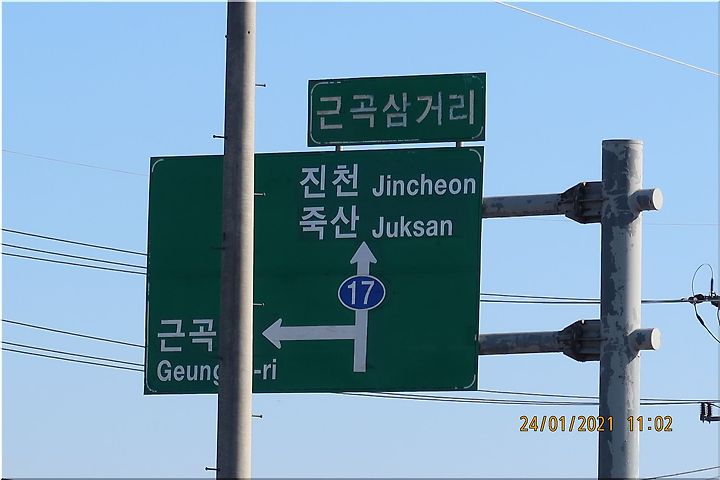 근곡삼거리
진천 Jincheon
죽산 Juksan
17
근곡
24/01/2021 11:02